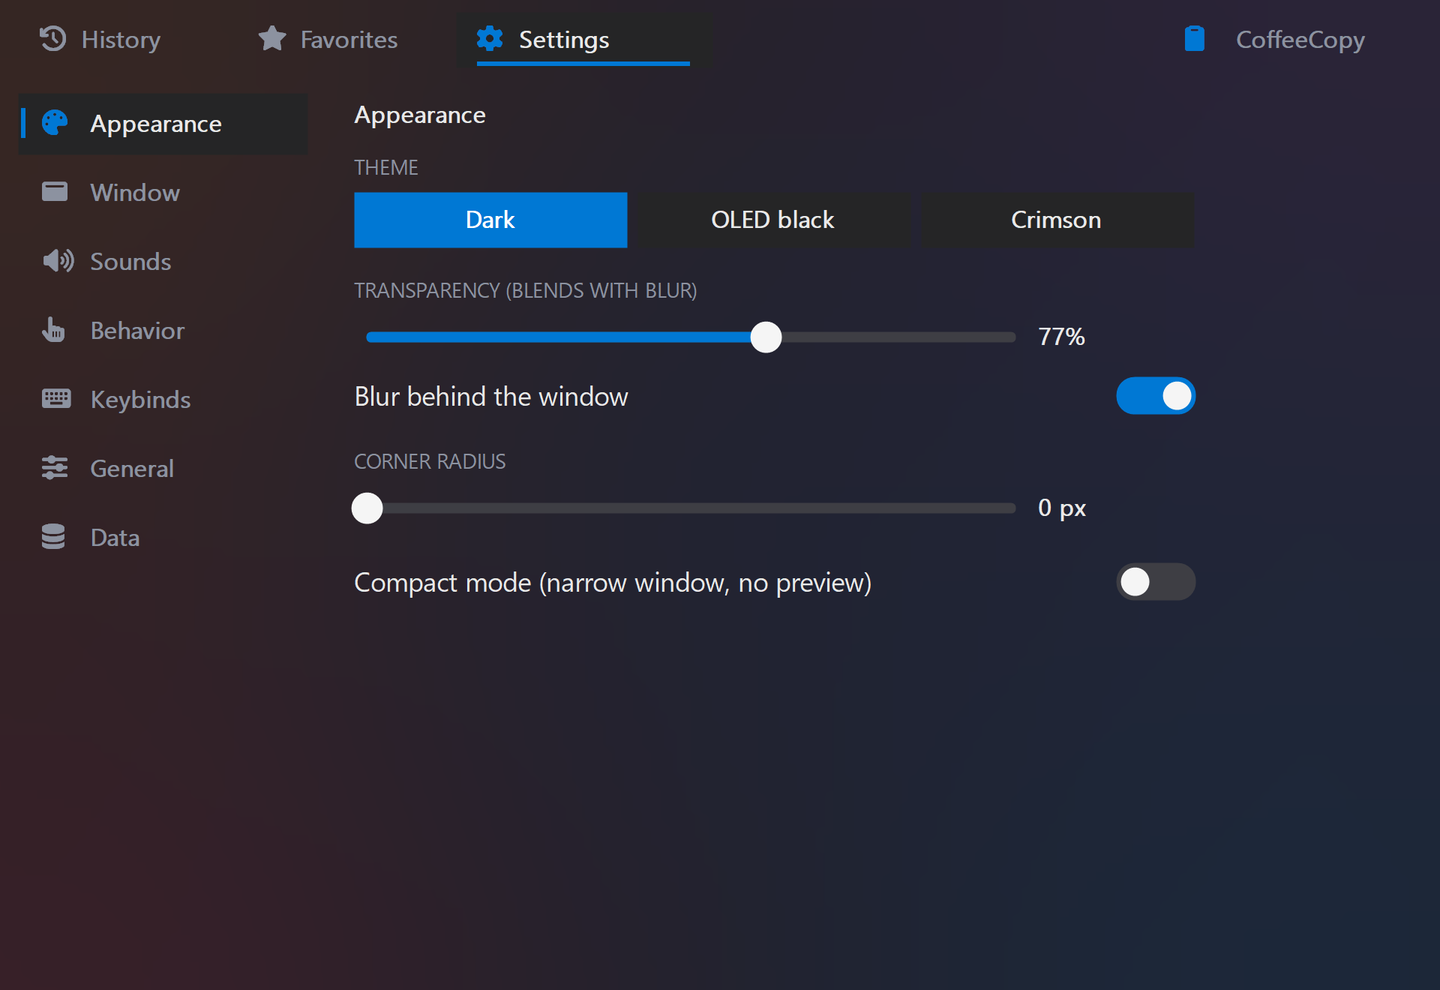 History
Favorites
Settings
CoffeeCopy
Appearance
Window
Sounds
Behavior
Keybinds
General
Data
Appearance
THEME
Dark
OLED black
Crimson
TRANSPARENCY (BLENDS WITH BLUR)
77%
Blur behind the window
CORNER RADIUS
0 px
Compact mode (narrow window, no preview)